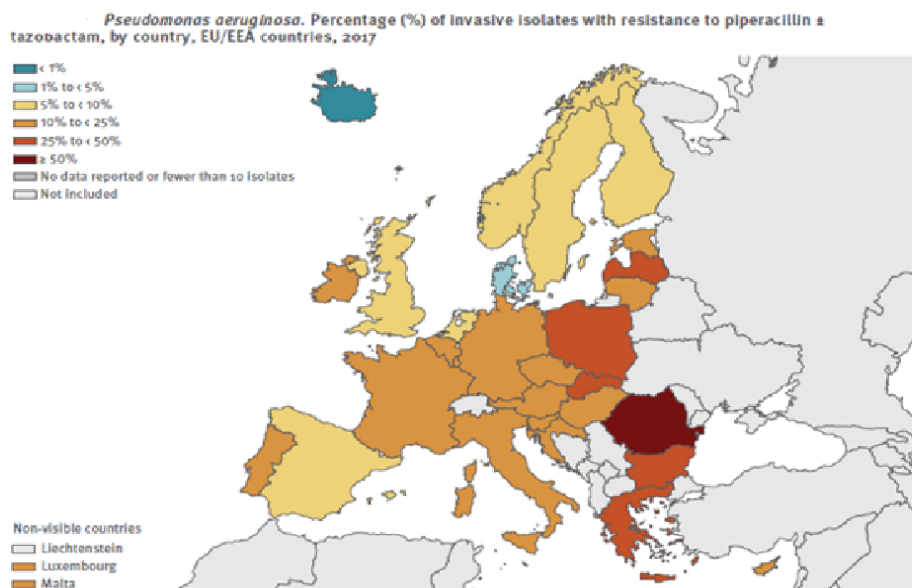 Pseudomonas aeruginosa. Percentage (%) of invasive isolates with resistance to piperacillin ±
tazobactam, by country, EU/EEA countries, 2017
< 1%
1% to < 5%
5% to < 10%
10% to < 25%
25% to < 50%
≥ 50%
No data reported or fewer than 10 isolates
Not included
Non-visible countries
Liechtenstein
Luxembourg
Malta